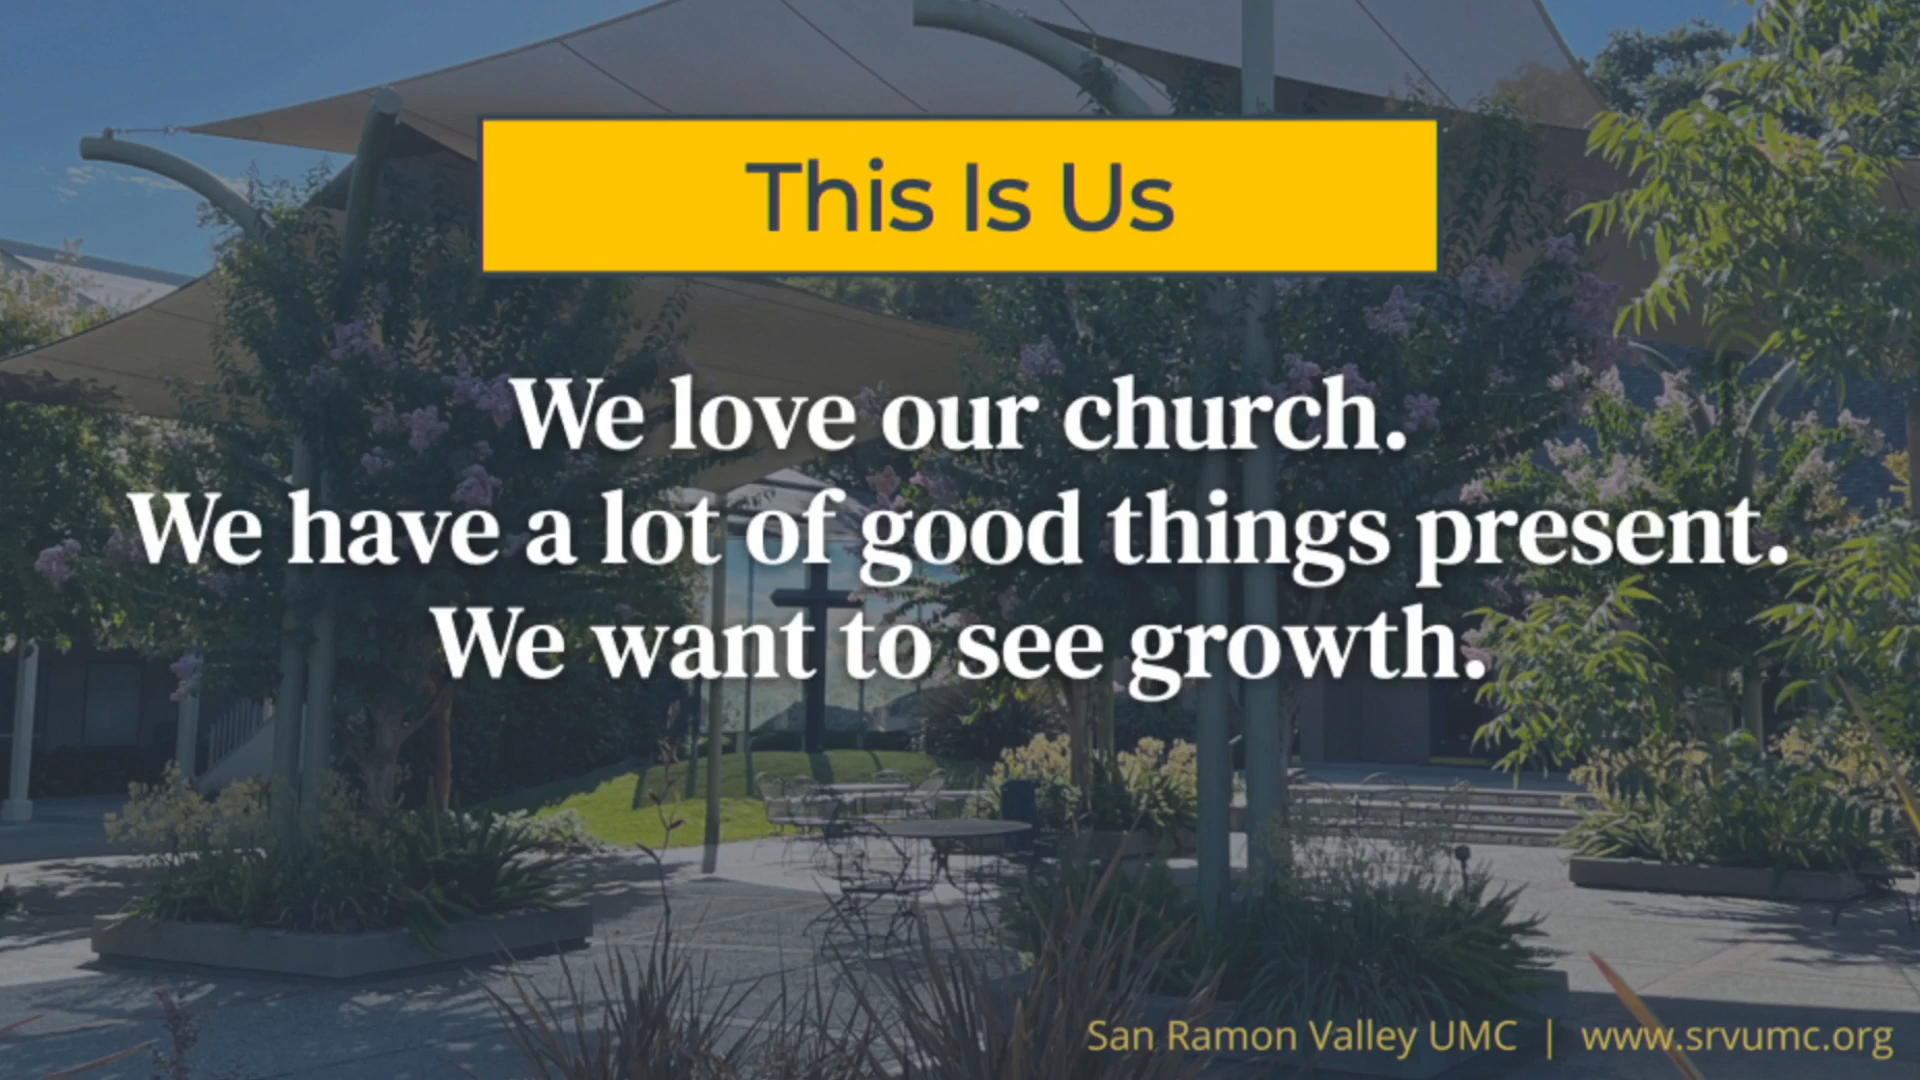 This Is Us
We love our church.
We have a lot of good things present.
We want to see growth.
San Ramon Valley UMC | www.srvumc.org